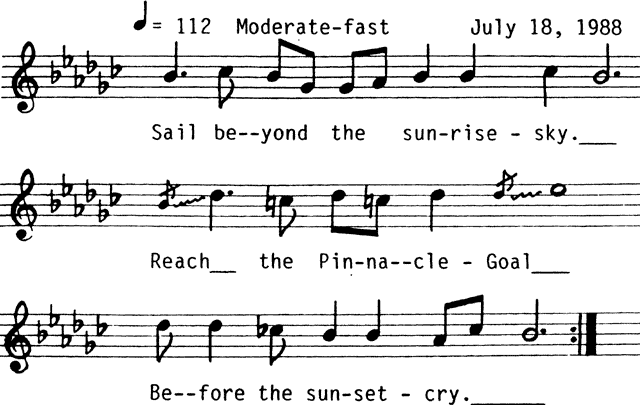 = 112 Moderate-fast July 18, 1988
Sail be--yond the sun-rise - sky.___
Reach__ the Pin-na--cle - Goal___
Be--fore the sun-set - cry.______